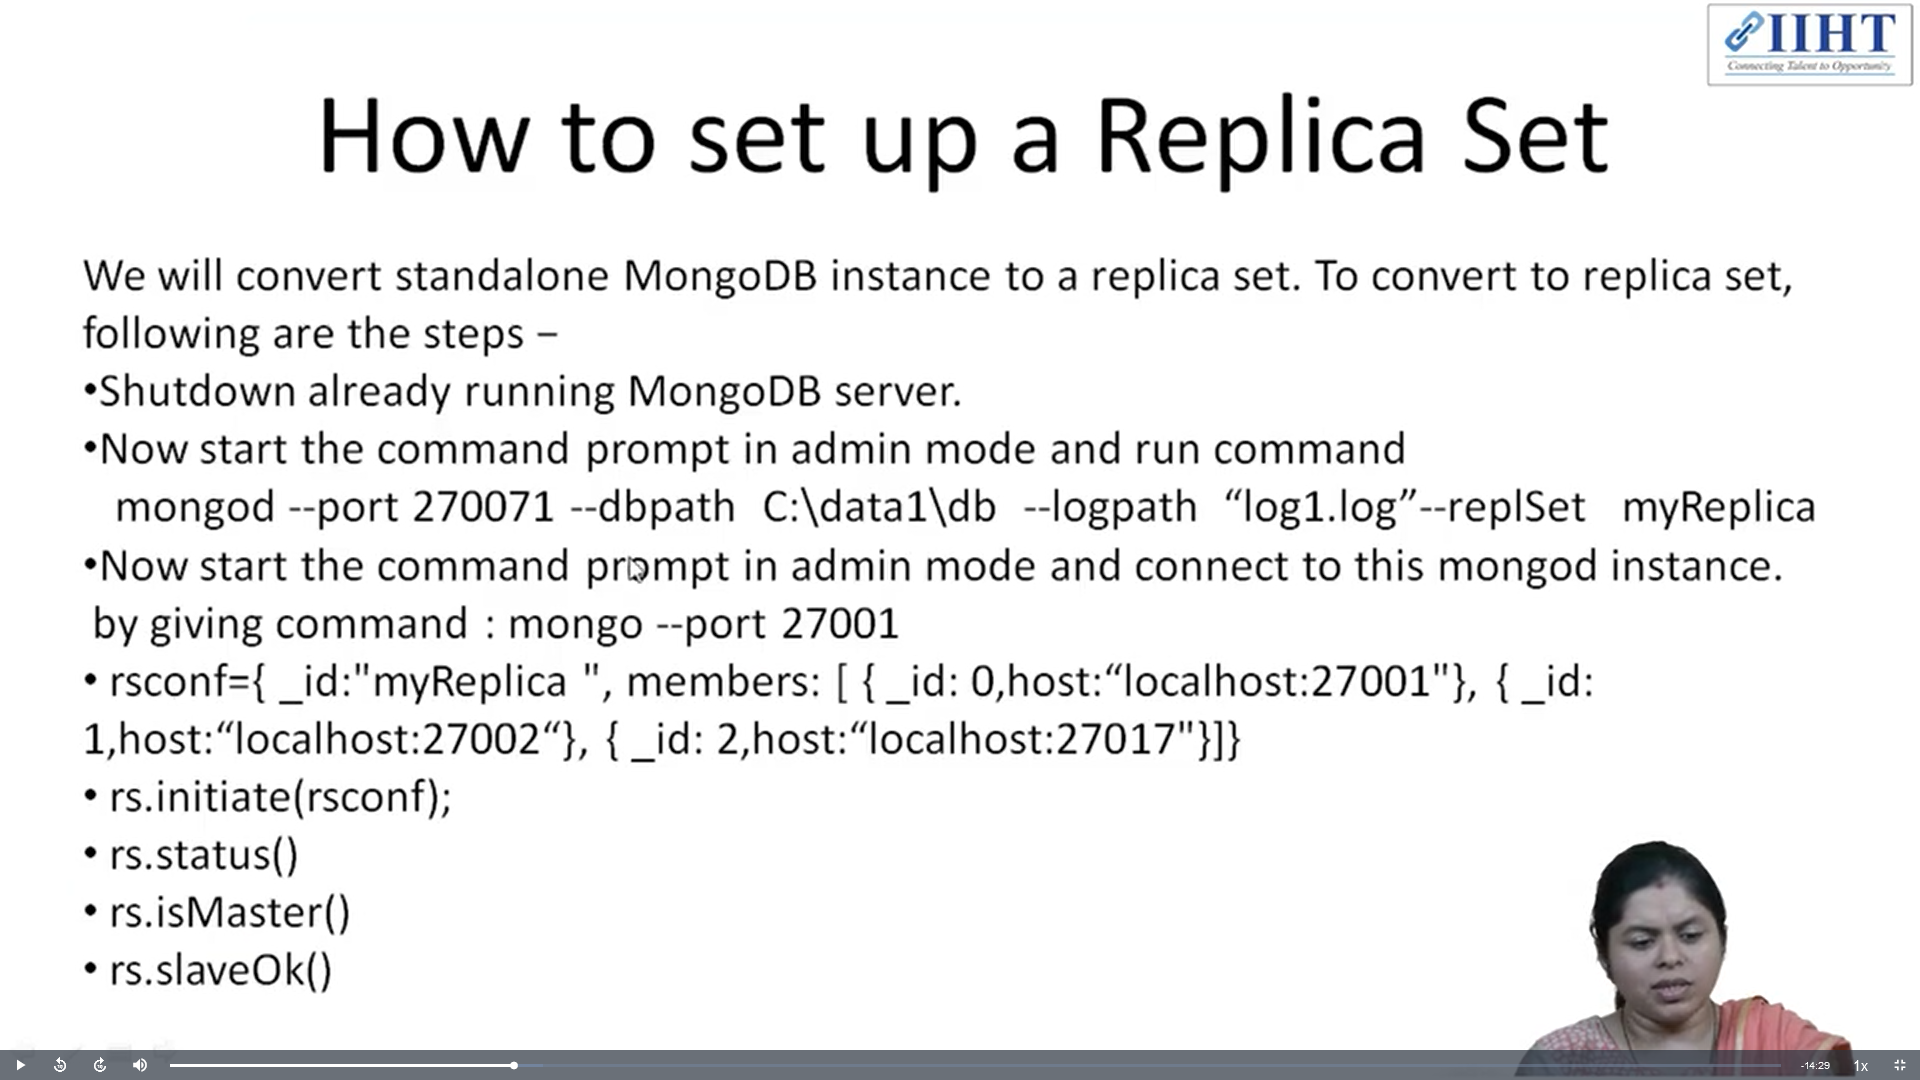 IIHT
Connecting Talent to Opportunity
How to set up a Replica Set
We will convert standalone MongoDB instance to a replica set. To convert to replica set,
following are the steps –
•Shutdown already running MongoDB server.
•Now start the command prompt in admin mode and run command
mongod --port 270071 --dbpath C:\data1\db --logpath “log1.log”--replSet myReplica
•Now start the command prompt in admin mode and connect to this mongod instance.
by giving command : mongo --port 27001
• rsconf={ _id:"myReplica ", members: [ { _id: 0,host:“localhost:27001"}, { _id:
1,host:“localhost:27002“}, { _id: 2,host:“localhost:27017"}]}
• rs.initiate(rsconf);
• rs.status()
• rs.isMaster()
• rs.slaveOk()
-14:29 1x